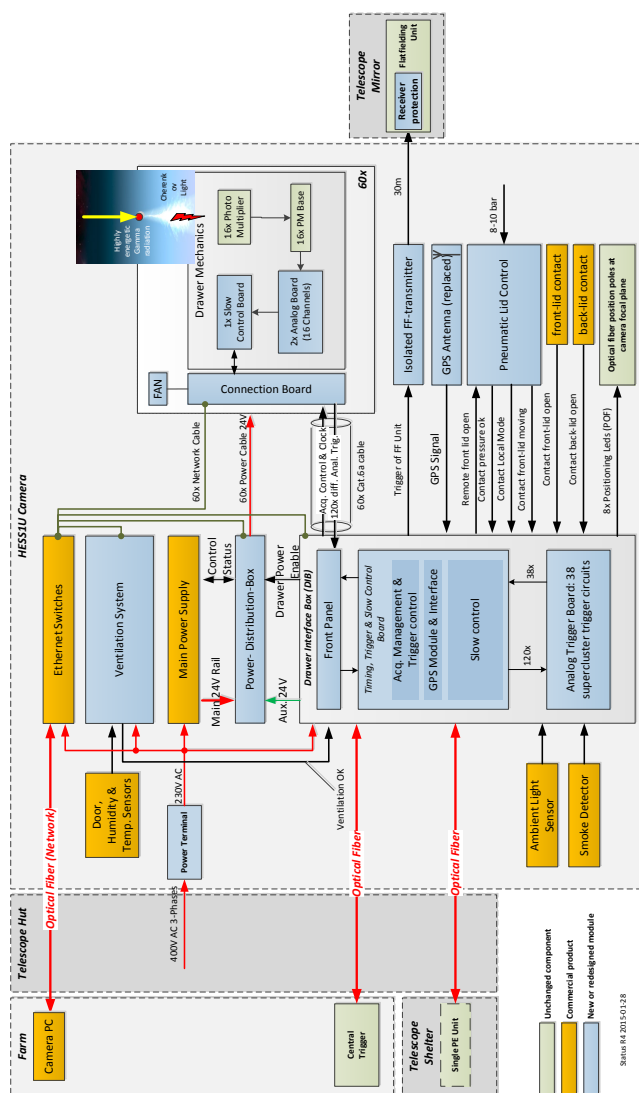 HESS1U Camera
Farm
Camera PC
Central
Trigger
Telescope Hut
Telescope
Shelter
Single PE Unit
Optical Fiber (Network)
Optical Fiber
Optical Fiber
400V AC 3-Phases
Power Terminal
230V AC
Door,
Humidity &
Temp. Sensors
Ventilation OK
Ambient Light
Sensor
Smoke Detector
Ethernet Switches
Ventilation System
Main Power Supply
Main 24V Rail
Control
Status
Power- Distribution-Box
Aux. 24V
Drawer Power
Enable
Drawer Interface Box (DIB)
Front Panel
Timing, Trigger & Slow Control
Board
Acq. Management &
Trigger control
GPS Module & Interface
Slow control
120x
38x
Analog Trigger Board: 38
supercluster trigger circuits
60x Network Cable
60x Power Cable 24V
Acq. Control & Clock
120x diff. Anal. Trig.
60x Cat.6a cable
FAN
Connection Board
Drawer Mechanics
1x Slow
Control Board
2x Analog Board
(16 Channels)
16x Photo
Multiplier
16x PM Base
60x
Highly
energetic
Gamma
radiation
Cherenk
ov
Light
Trigger of FF Unit
Isolated FF-transmitter
30m
GPS Signal
GPS Antenna (replaced)
Remote front lid open
Contact pressure ok
Contact Local Mode
Contact front-lid moving
Pneumatic Lid Control
8-10 bar
Contact front-lid open
front-lid contact
Contact back-lid open
back-lid contact
8x Positioning Leds (POF)
Optical fiber position poles at
camera focal plane
Telescope
Mirror
Flatfielding
Unit
Receiver
protection
Unchanged component
Commercial product
New or redesigned module
Status R4 2015-01-28